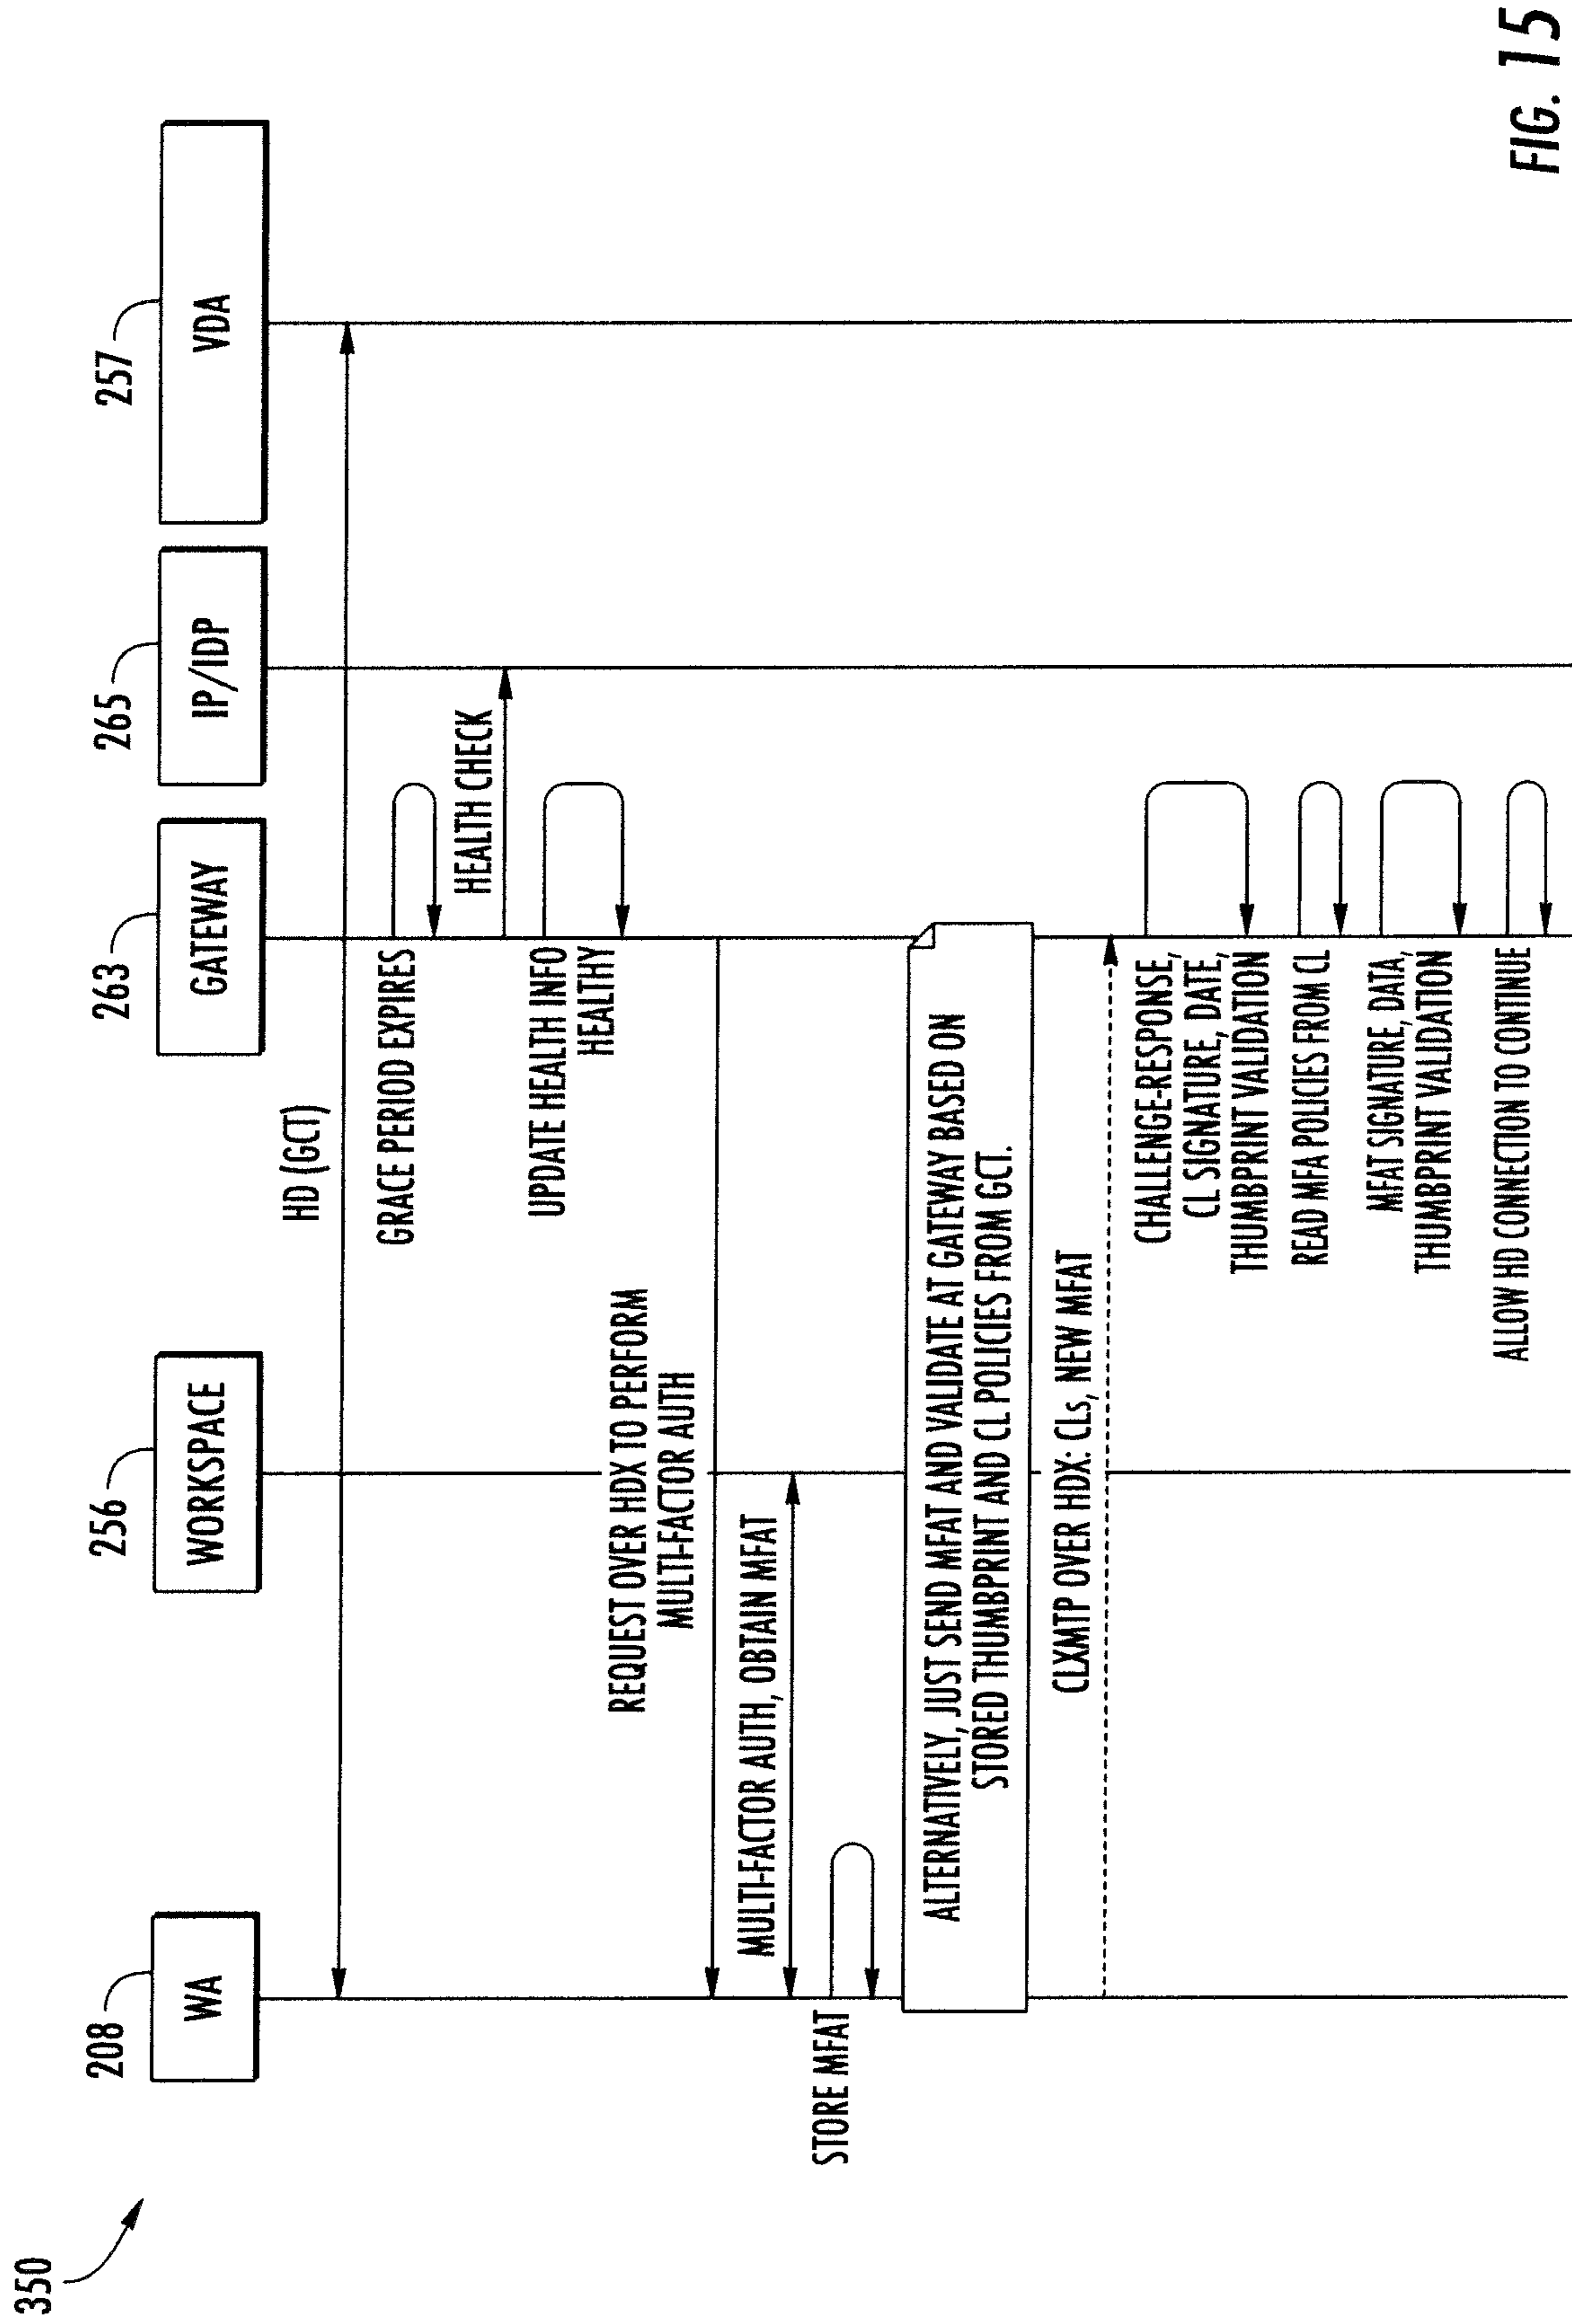 350
208
WA
256
WORKSPACE
263
GATEWAY
265
IP/IDP
257
VDA
HD (GCT)
GRACE PERIOD EXPIRES
HEALTH CHECK
UPDATE HEALTH INFO
HEALTHY
REQUEST OVER HDX TO PERFORM
MULTI-FACTOR AUTH
MULTI-FACTOR AUTH, OBTAIN MFAT
STORE MFAT
ALTERNATIVELY, JUST SEND MFAT AND VALIDATE AT GATEWAY BASED ON
STORED THUMBPRINT AND CL POLICIES FROM GCT.
CLXMTP OVER HDX: CLs, NEW MFAT
CHALLENGE-RESPONSE,
CL SIGNATURE, DATE,
THUMBPRINT VALIDATION
READ MFA POLICIES FROM CL
MFAT SIGNATURE, DATA,
THUMBPRINT VALIDATION
ALLOW HD CONNECTION TO CONTINUE
FIG. 15